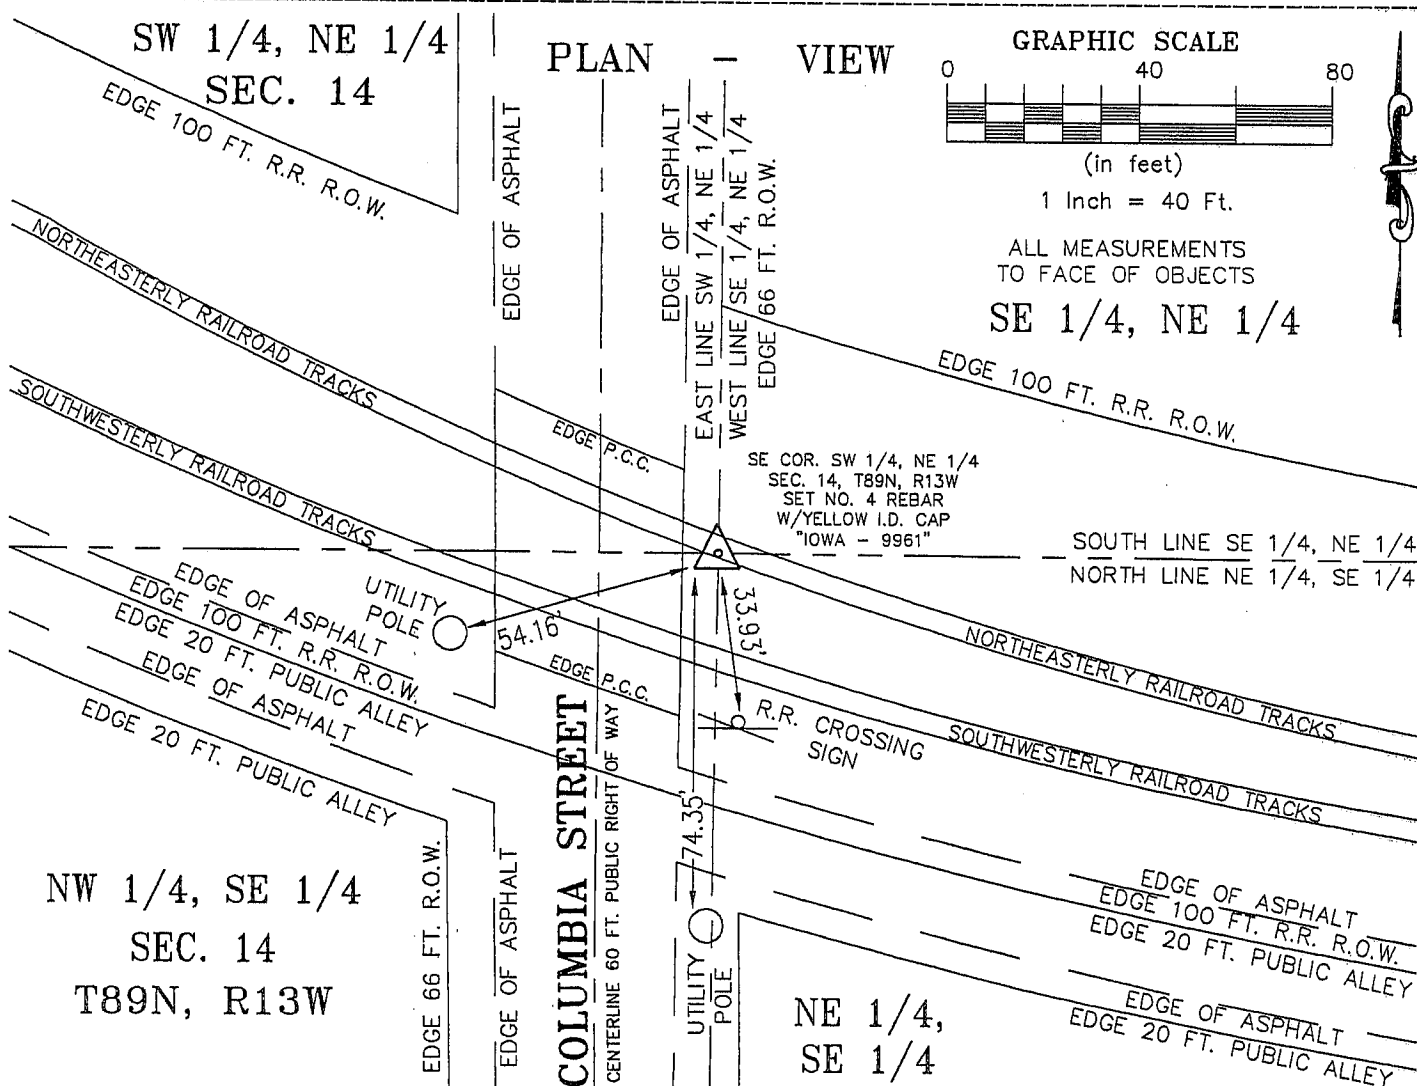 SW 1/4, NE 1/4
SEC. 14
PLAN - VIEW
GRAPHIC SCALE
0 40 80
(in feet)
1 Inch = 40 Ft.
ALL MEASUREMENTS
TO FACE OF OBJECTS
SE 1/4, NE 1/4
EDGE 100 FT. R.R. R.O.W.
EDGE OF ASPHALT
EDGE OF ASPHALT
EAST LINE SW 1/4, NE 1/4
WEST LINE SE 1/4, NE 1/4
EDGE 66 FT. R.O.W.
EDGE 100 FT. R.R. R.O.W.
NORTHEASTERLY RAILROAD TRACKS
SOUTHWESTERLY RAILROAD TRACKS
EDGE P.C.C.
SE COR. SW 1/4, NE 1/4
SEC. 14, T89N, R13W
SET NO. 4 REBAR
W/YELLOW I.D. CAP
"IOWA - 9961"
SOUTH LINE SE 1/4, NE 1/4
NORTH LINE NE 1/4, SE 1/4
EDGE OF ASPHALT
EDGE 100 FT. R.R. R.O.W.
EDGE 20 FT. PUBLIC ALLEY
EDGE OF ASPHALT
EDGE 20 FT. PUBLIC ALLEY
UTILITY
POLE
54.16'
33.93'
EDGE P.C.C.
R.R. CROSSING
SIGN
NORTHEASTERLY RAILROAD TRACKS
SOUTHWESTERLY RAILROAD TRACKS
74.35'
COLUMBIA STREET
CENTERLINE 60 FT. PUBLIC RIGHT OF WAY
NW 1/4, SE 1/4
SEC. 14
T89N, R13W
EDGE 66 FT. R.O.W.
EDGE OF ASPHALT
UTILITY
POLE
NE 1/4,
SE 1/4
EDGE OF ASPHALT
EDGE 100 FT. R.R. R.O.W.
EDGE 20 FT. PUBLIC ALLEY
EDGE OF ASPHALT
EDGE 20 FT. PUBLIC ALLEY